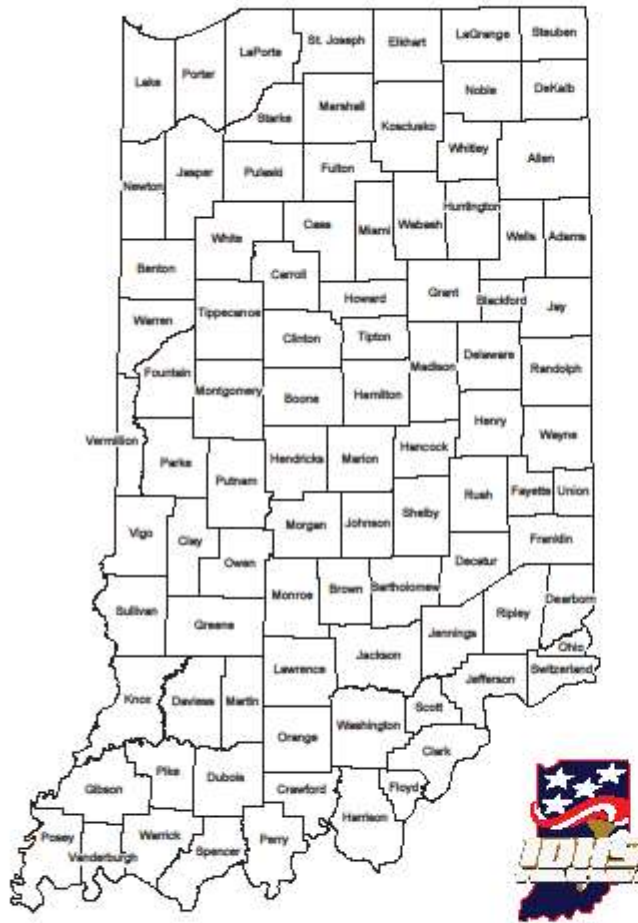 St. Joseph
Elkhart
LaGrange
Steuben
LaPorte
Porter
Lake
Noble
DeKalb
Marshall
Starke
Kosciusko
Whitley
Allen
Jasper
Pulaski
Fulton
Newton
Huntington
Wabash
Miami
Cass
White
Wells
Adams
Benton
Carroll
Grant
Howard
Blackford
Jay
Warren
Tippecanoe
Clinton
Tipton
Delaware
Madison
Randolph
Fountain
Montgomery
Boone
Hamilton
Henry
Wayne
Vermillion
Parke
Hendricks
Marion
Hancock
Putnam
Rush
Fayette
Union
Shelby
Morgan
Johnson
Vigo
Clay
Franklin
Owen
Decatur
Monroe
Brown
Bartholomew
Dearborn
Sullivan
Greene
Jennings
Ripley
Ohio
Jackson
Lawrence
Switzerland
Jefferson
Knox
Daviess
Martin
Scott
Washington
Orange
Clark
Pike
Dubois
Gibson
Crawford
Floyd
Harrison
Posey
Vanderburgh
Warrick
Spencer
Perry